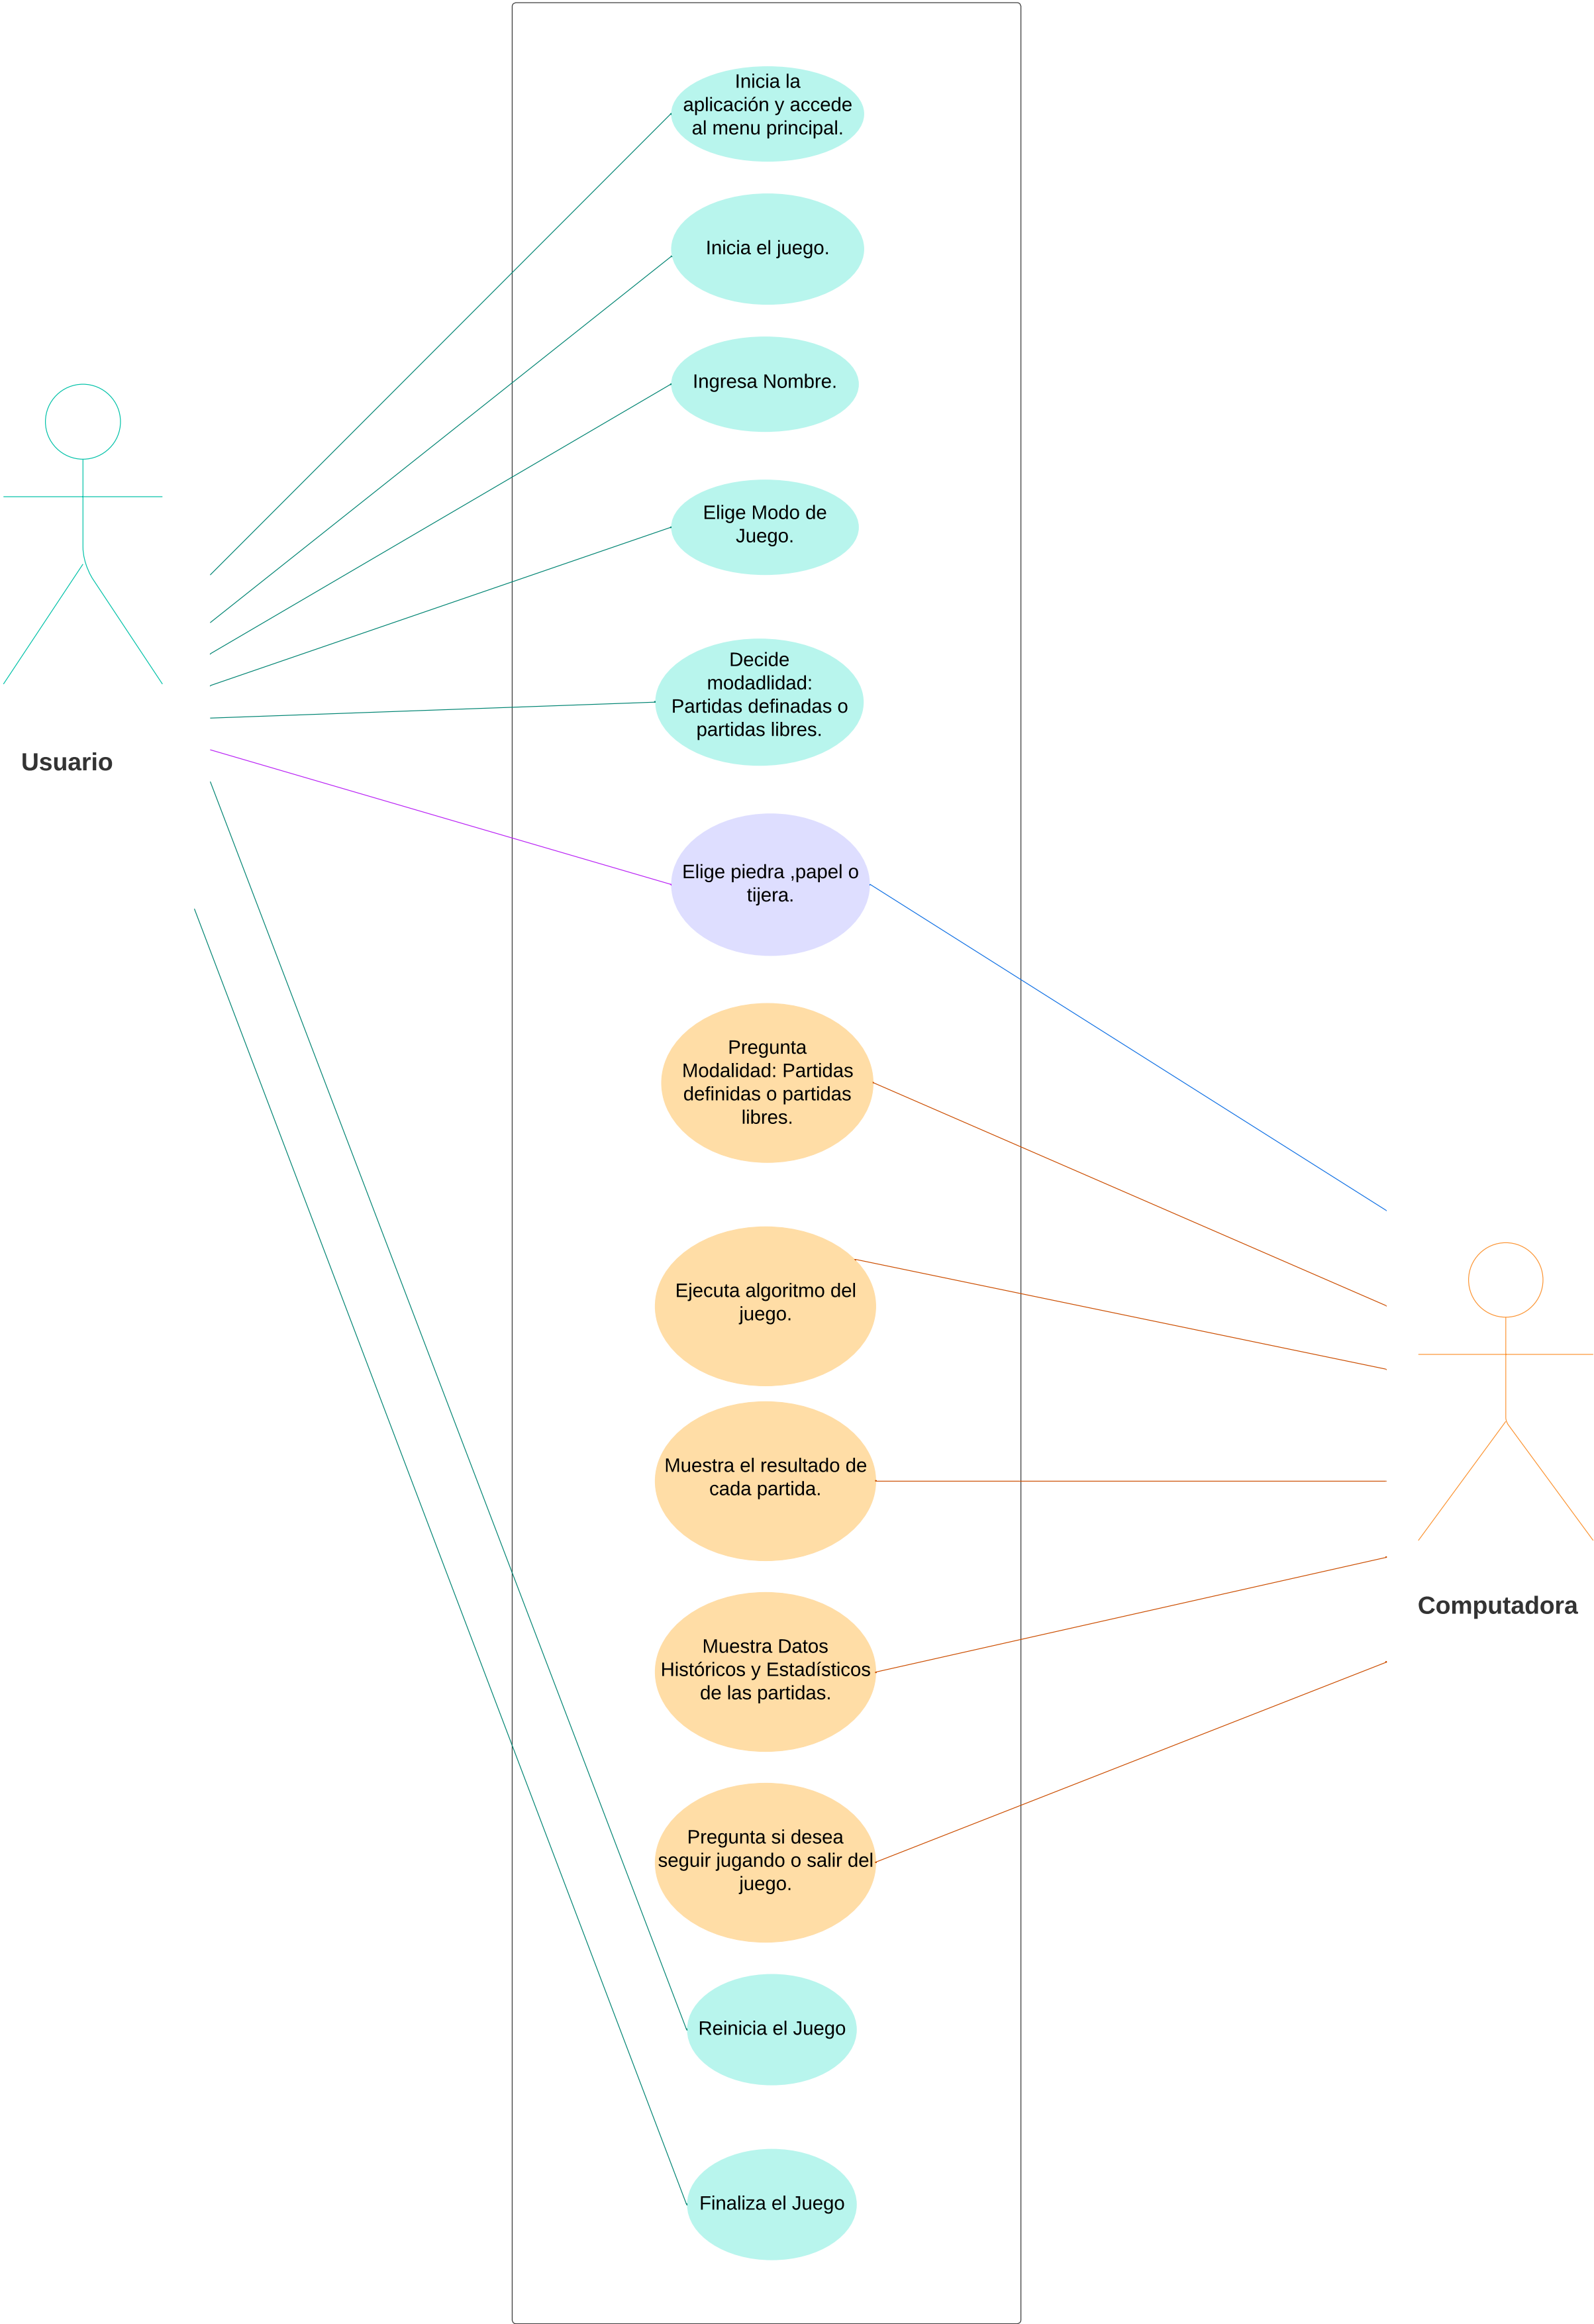 Inicia la
aplicación y accede
al menu principal.
Inicia el juego.
Ingresa Nombre.
Elige Modo de
Juego.
Decide
modadlidad:
Partidas definadas o
partidas libres.
Usuario
Elige piedra ,papel o
tijera.
Pregunta
Modalidad: Partidas
definidas o partidas
libres.
Ejecuta algoritmo del
juego.
Muestra el resultado de
cada partida.
Computadora
Muestra Datos
Históricos y Estadísticos
de las partidas.
Pregunta si desea
seguir jugando o salir del
juego.
Reinicia el Juego
Finaliza el Juego